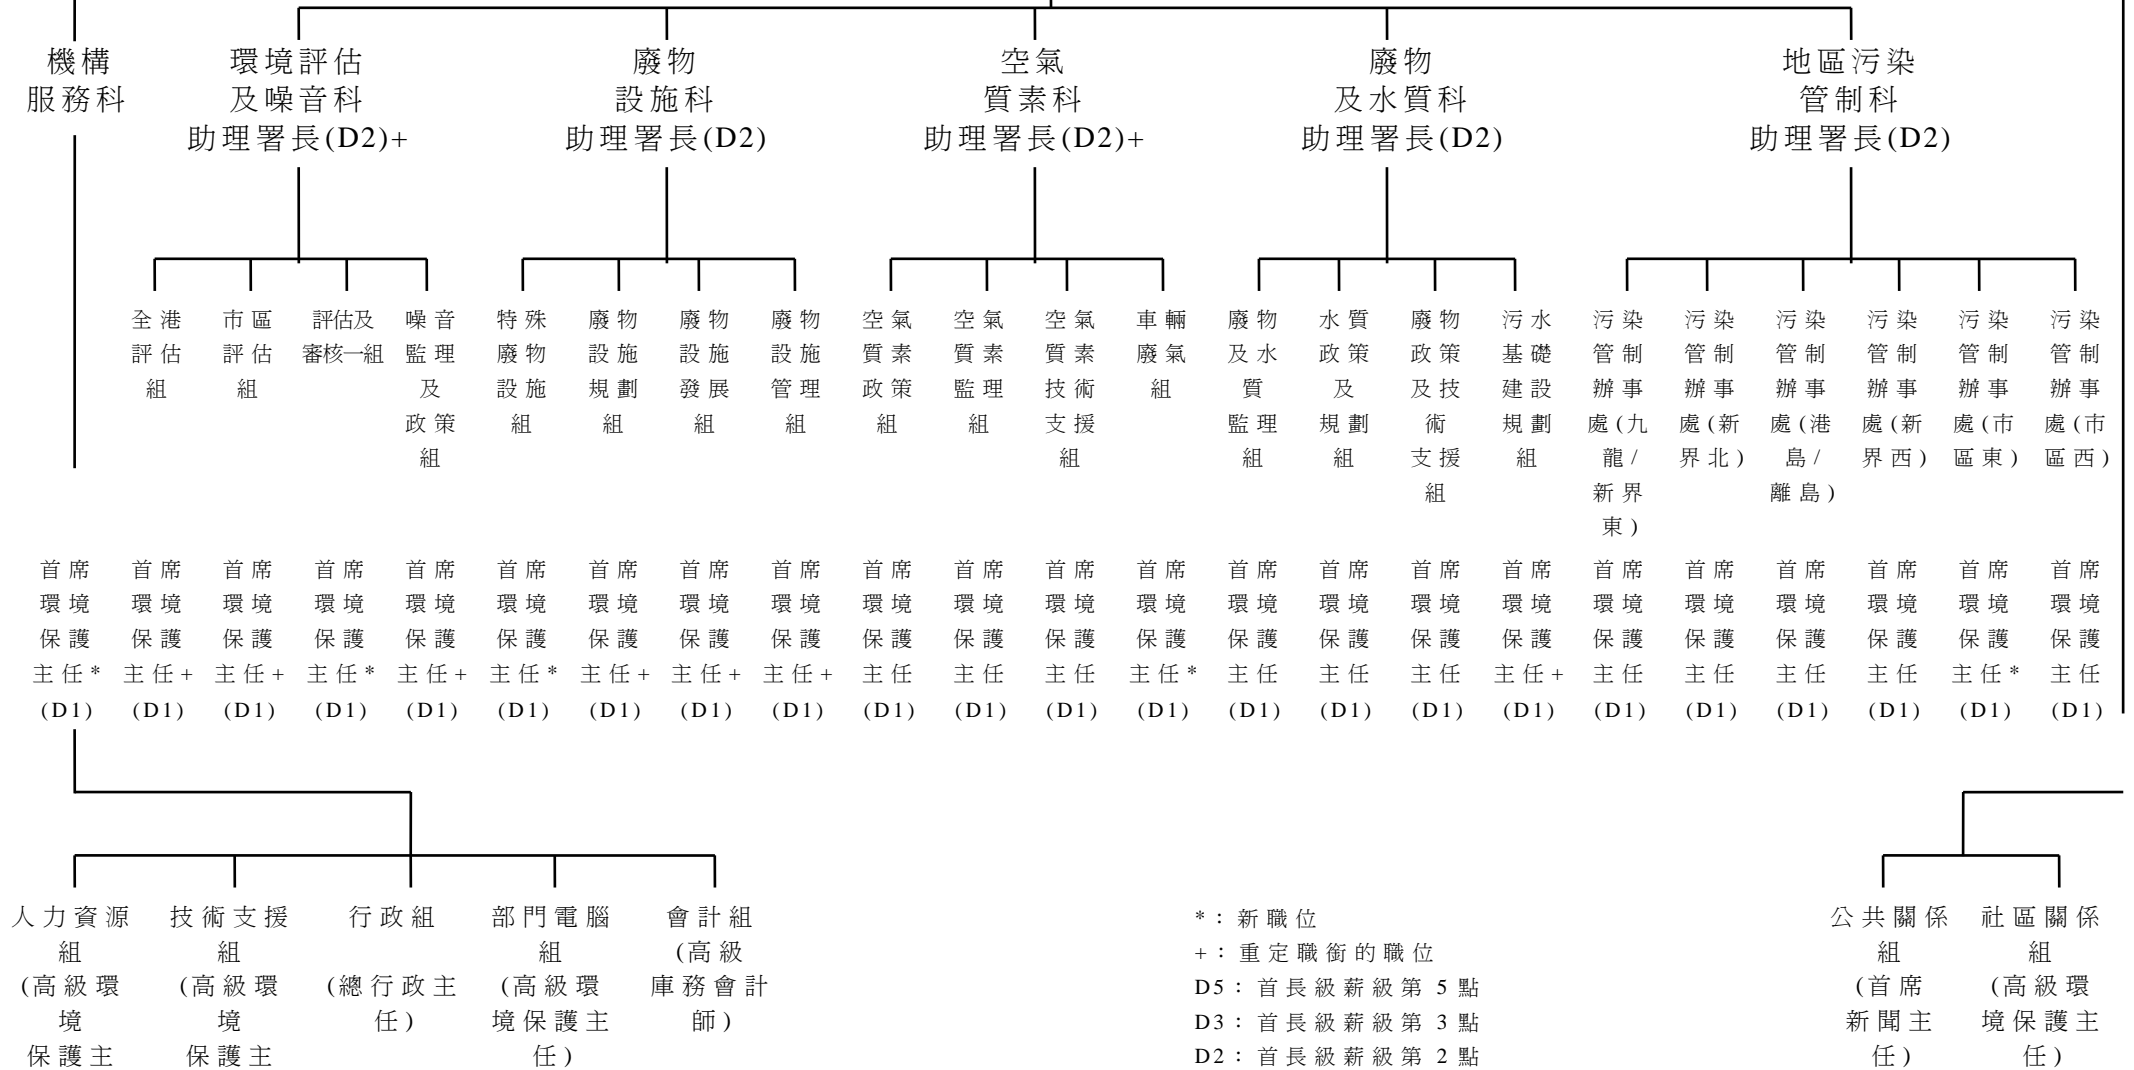 機構
服務科
環境評估
及噪音科
助理署長(D2)+
廢物
設施科
助理署長(D2)
空氣
質素科
助理署長(D2)+
廢物
及水質科
助理署長(D2)
地區污染
管制科
助理署長(D2)
全港
評估
組
市區
評估
組
評估及
審核一組
噪音
監理
及
政策
組
特殊
廢物
設施
組
廢物
設施
規劃
組
廢物
設施
發展
組
廢物
設施
管理
組
空氣
質素
政策
組
空氣
質素
監理
組
空氣
質素
技術
支援
組
車輛
廢氣
組
廢物
及水
質
監理
組
水質
政策
及
規劃
組
廢物
政策
及技
術
支援
組
污水
基礎
建設
規劃
組
污染
管制
辦事
處(九
龍/
新界
東)
污染
管制
辦事
處(新
界北)
污染
管制
辦事
處(港
島/
離島)
污染
管制
辦事
處(新
界西)
污染
管制
辦事
處(市
區東)
污染
管制
辦事
處(市
區西)
首席
環境
保護
主任*
(D1)
首席
環境
保護
主任+
(D1)
首席
環境
保護
主任+
(D1)
首席
環境
保護
主任*
(D1)
首席
環境
保護
主任+
(D1)
首席
環境
保護
主任*
(D1)
首席
環境
保護
主任+
(D1)
首席
環境
保護
主任+
(D1)
首席
環境
保護
主任+
(D1)
首席
環境
保護
主任
(D1)
首席
環境
保護
主任
(D1)
首席
環境
保護
主任
(D1)
首席
環境
保護
主任*
(D1)
首席
環境
保護
主任
(D1)
首席
環境
保護
主任
(D1)
首席
環境
保護
主任
(D1)
首席
環境
保護
主任+
(D1)
首席
環境
保護
主任
(D1)
首席
環境
保護
主任
(D1)
首席
環境
保護
主任
(D1)
首席
環境
保護
主任
(D1)
首席
環境
保護
主任*
(D1)
首席
環境
保護
主任
(D1)
人力資源
組
(高級環
境
保護主
技術支援
組
(高級環
境
保護主
行政組
(總行政主
任)
部門電腦
組
(高級環
境保護主
任)
會計組
(高級
庫務會計
師)
*：新職位
+：重定職銜的職位
D5：首長級薪級第 5 點
D3：首長級薪級第 3 點
D2：首長級薪級第 2 點
公共關係
組
(首席
新聞主
任)
社區關係
組
(高級環
境保護主
任)